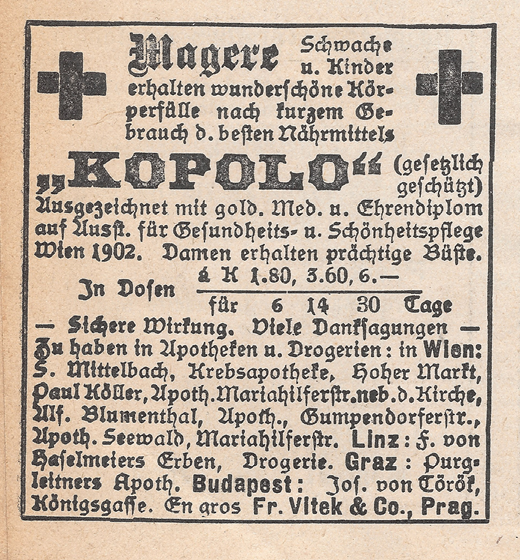 Magere Schwache
u. Kinder
erhalten wunderschöne Kör-
perfülle nach kurzem Ge-
brauch d. besten Nährmittels
„KOPOLO“ (gesetzlich
geschützt)
Ausgezeichnet mit gold. Med. u. Ehrendiplom
auf Ausst. für Gesundheits- u. Schönheitspflege
Wien 1902. Damen erhalten prächtige Büste.
In Dosen á K 1.80, 3.60, 6.—
für 6 14 30 Tage
— Sichere Wirkung. Viele Danksagungen —
Zu haben in Apotheken u. Drogerien: in Wien:
S. Mittelbach, Krebsapotheke, Hoher Markt,
Paul Köller, Apoth. Mariahilferstr. neb. d. Kirche,
Alf. Blumenthal, Apoth., Gumpendorferstr.,
Apoth. Seewald, Mariahilferstr. Linz: F. von
Haselmeiers Erben, Drogerie. Graz: Purg-
leitners Apoth. Budapest: Jos. von Török,
Königsgasse. En gros Fr. Vitek & Co., Prag.